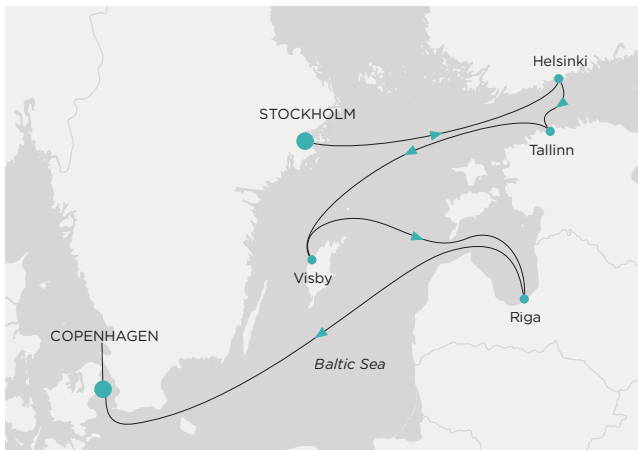 Helsinki
STOCKHOLM
Tallinn
Visby
Riga
COPENHAGEN
Baltic Sea